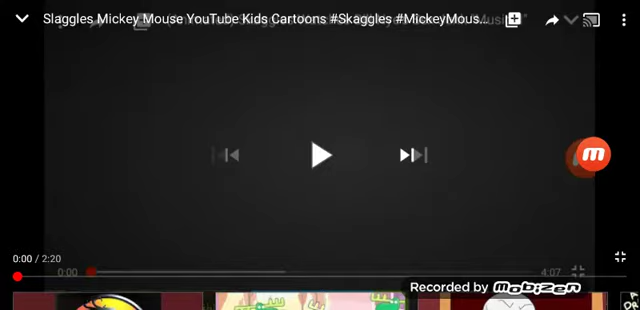 Slaggles Mickey Mouse YouTube Kids Cartoons #Skaggles #MickeyMous...
0:00 / 2:20
0:00
4:07
Recorded by MOBIZEN